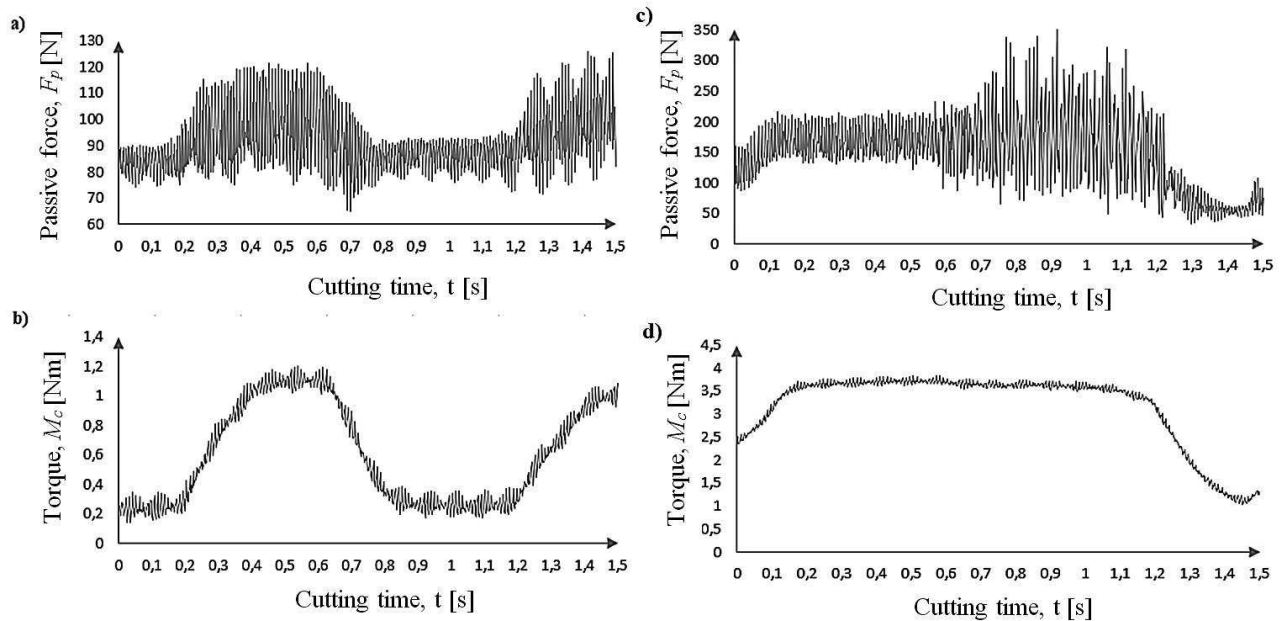 a)
Passive force, F_p [N]
130
120
110
100
90
80
70
60
0 0,1 0,2 0,3 0,4 0,5 0,6 0,7 0,8 0,9 1 1,1 1,2 1,3 1,4 1,5
Cutting time, t [s]
b)
Torque, M_c [Nm]
1,4
1,2
1
0,8
0,6
0,4
0,2
0
0 0,1 0,2 0,3 0,4 0,5 0,6 0,7 0,8 0,9 1 1,1 1,2 1,3 1,4 1,5
Cutting time, t [s]
c)
Passive force, F_p [N]
350
300
250
200
150
100
50
0
0 0,1 0,2 0,3 0,4 0,5 0,6 0,7 0,8 0,9 1 1,1 1,2 1,3 1,4 1,5
Cutting time, t [s]
d)
Torque, M_c [Nm]
4,5
4
3,5
3
2,5
2
1,5
1
0,5
0
0 0,1 0,2 0,3 0,4 0,5 0,6 0,7 0,8 0,9 1 1,1 1,2 1,3 1,4 1,5
Cutting time, t [s]